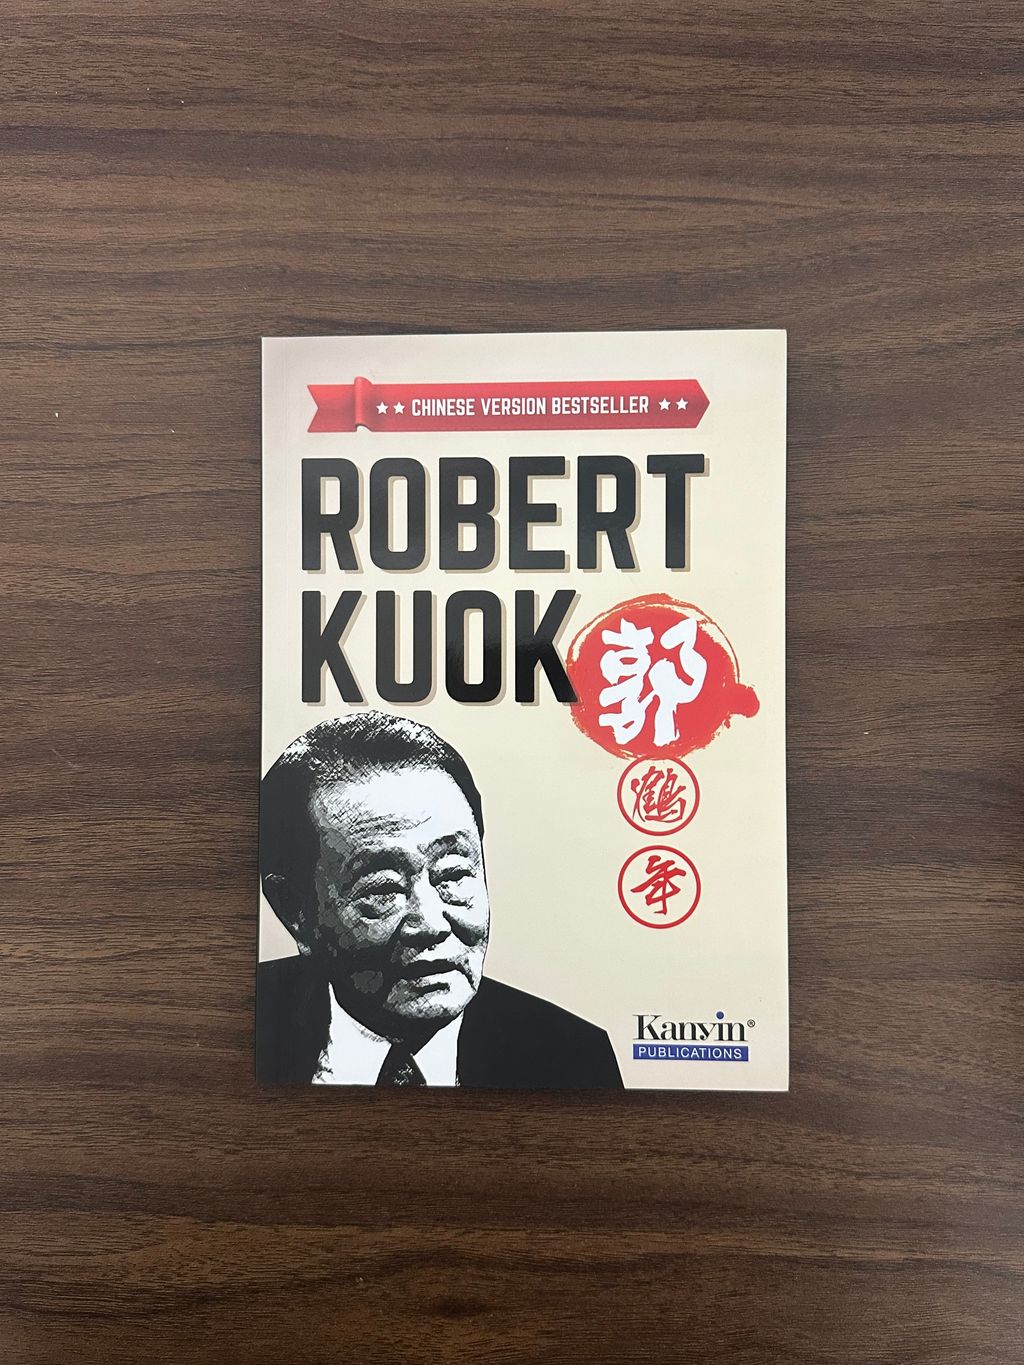 CHINESE VERSION BESTSELLER
ROBERT
KUOK
郭
鶴
年
Kanyin®
PUBLICATIONS